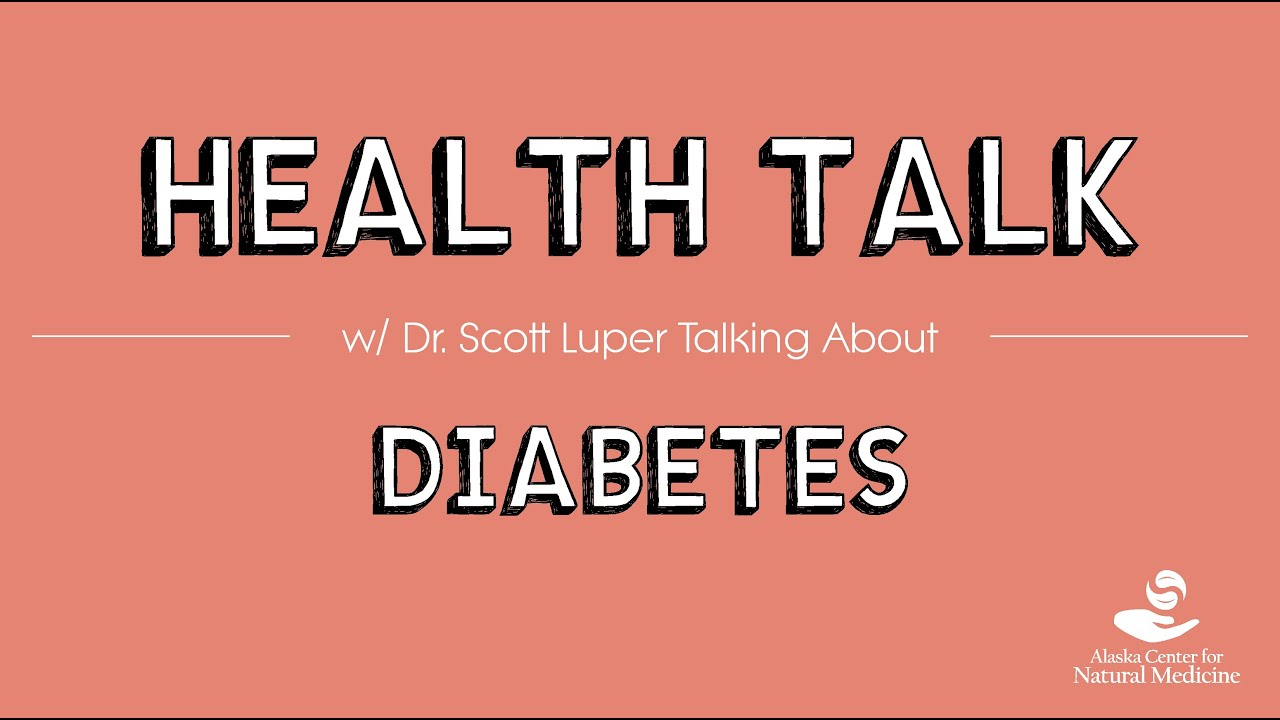 HEALTH TALK
w/ Dr. Scott Luper Talking About
DIABETES
Alaska Center for
Natural Medicine